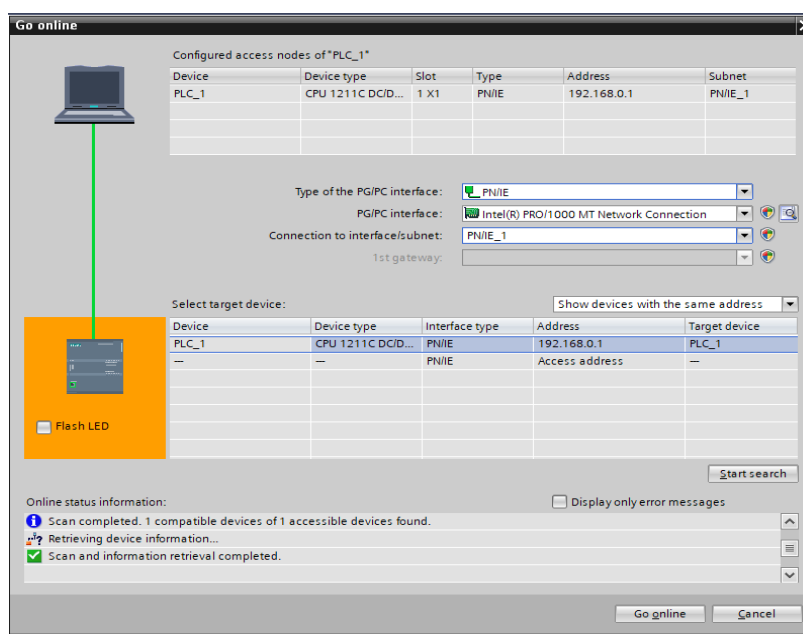 Go online
Configured access nodes of "PLC_1"
Device Device type Slot Type Address Subnet
PLC_1 CPU 1211C DC/D... 1 X1 PN/IE 192.168.0.1 PN/IE_1
Type of the PG/PC interface: PN/IE
PG/PC interface: Intel(R) PRO/1000 MT Network Connection
Connection to interface/subnet: PN/IE_1
1st gateway:
Select target device: Show devices with the same address
Device Device type Interface type Address Target device
PLC_1 CPU 1211C DC/D... PN/IE 192.168.0.1 PLC_1
— — PN/IE Access address —
Flash LED
Start search
Online status information: Display only error messages
Scan completed. 1 compatible devices of 1 accessible devices found.
Retrieving device information...
Scan and information retrieval completed.
Go online Cancel